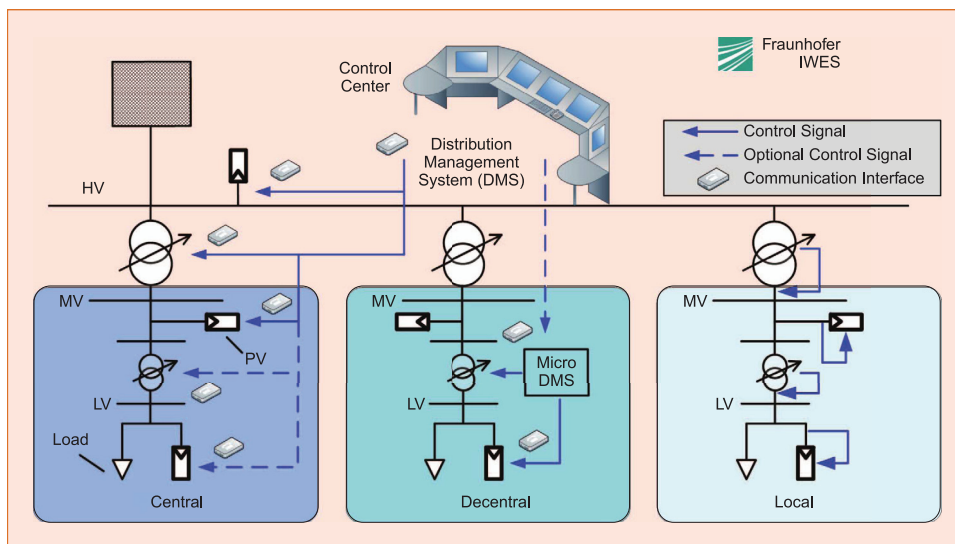 Fraunhofer
IWES
Control
Center
Control Signal
Optional Control Signal
Communication Interface
Distribution
Management
System (DMS)
HV
MV
PV
LV
Load
Central
MV
Micro
DMS
LV
Decentral
MV
LV
Local